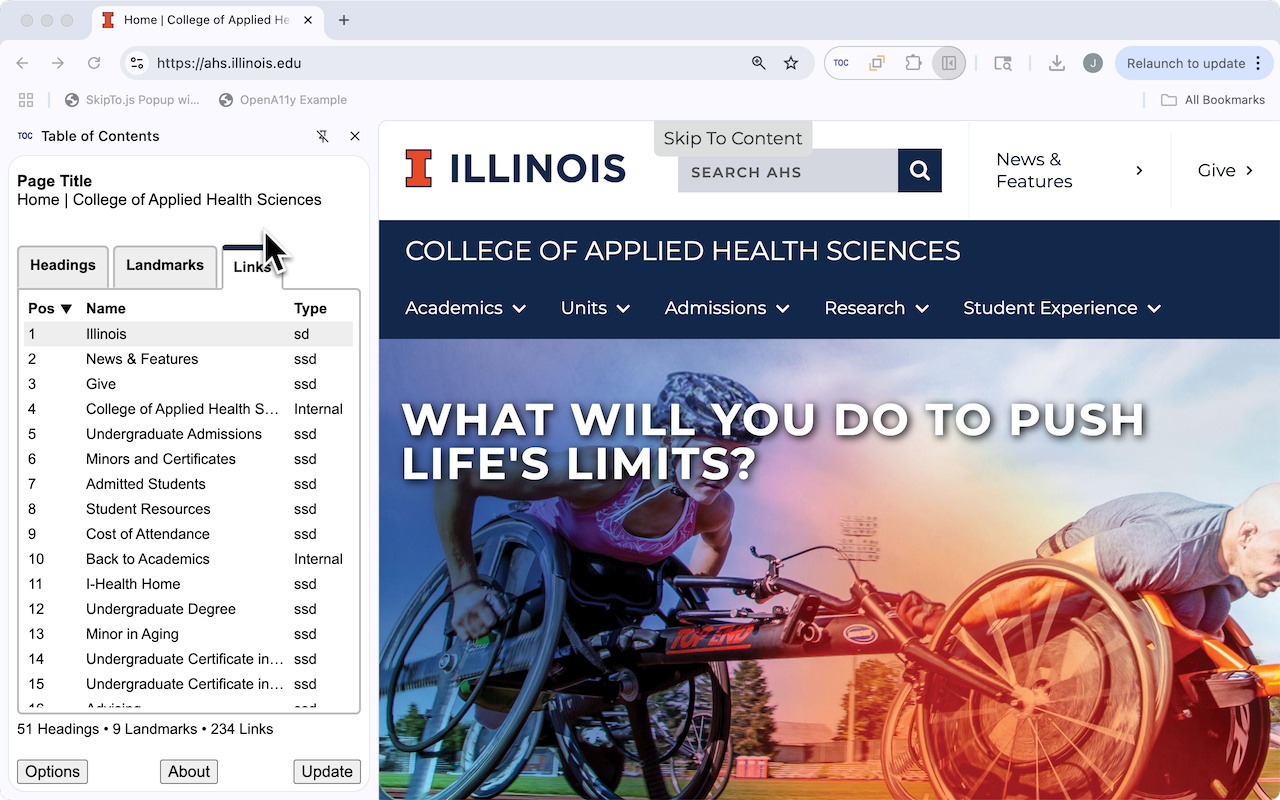 Home | College of Applied He
https://ahs.illinois.edu
TOC
J
Relaunch to update
SkipTo.js Popup wi...
OpenA11y Example
All Bookmarks
TOC Table of Contents
Page Title
Home | College of Applied Health Sciences
Headings Landmarks Links
Pos ▼ Name Type
1 Illinois sd
2 News & Features ssd
3 Give ssd
4 College of Applied Health S… Internal
5 Undergraduate Admissions ssd
6 Minors and Certificates ssd
7 Admitted Students ssd
8 Student Resources ssd
9 Cost of Attendance ssd
10 Back to Academics Internal
11 I-Health Home ssd
12 Undergraduate Degree ssd
13 Minor in Aging ssd
14 Undergraduate Certificate in… ssd
15 Undergraduate Certificate in… ssd
16 Advising ssd
51 Headings • 9 Landmarks • 234 Links
Options About Update
Skip To Content
ILLINOIS
SEARCH AHS
News &
Features
Give
COLLEGE OF APPLIED HEALTH SCIENCES
Academics Units Admissions Research Student Experience
WHAT WILL YOU DO TO PUSH
LIFE'S LIMITS?
TOP END